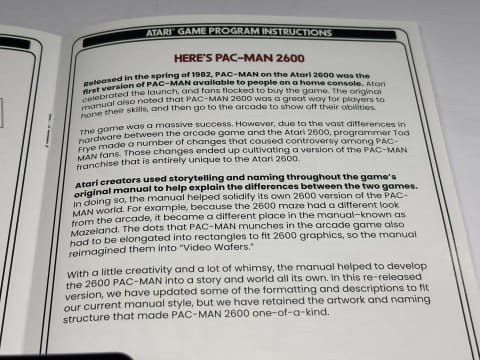 ATARI® GAME PROGRAM INSTRUCTIONS
HERE'S PAC-MAN 2600
Released in the spring of 1982, PAC-MAN on the Atari 2600 was the
first version of PAC-MAN available to people on a home console. Atari
celebrated the launch, and fans flocked to buy the game. The original
manual also noted that PAC-MAN 2600 was a great way for players to
hone their skills, and then go to the arcade to show off their abilities.
The game was a massive success. However, due to the vast differences in
hardware between the arcade game and the Atari 2600, programmer Tod
Frye made a number of changes that caused controversy among PAC-
MAN fans. Those changes ended up cultivating a version of the PAC-MAN
franchise that is entirely unique to the Atari 2600.
Atari creators used storytelling and naming throughout the game's
original manual to help explain the differences between the two games.
In doing so, the manual helped solidify its own 2600 version of the PAC-
MAN world. For example, because the 2600 maze had a different look
from the arcade, it became a different place in the manual—known as
Mazeland. The dots that PAC-MAN munches in the arcade game also
had to be elongated into rectangles to fit 2600 graphics, so the manual
reimagined them into "Video Wafers."
With a little creativity and a lot of whimsy, the manual helped to develop
the 2600 PAC-MAN into a story and world all its own. In this re-released
version, we have updated some of the formatting and descriptions to fit
our current manual style, but we have retained the artwork and naming
structure that made PAC-MAN 2600 one-of-a-kind.